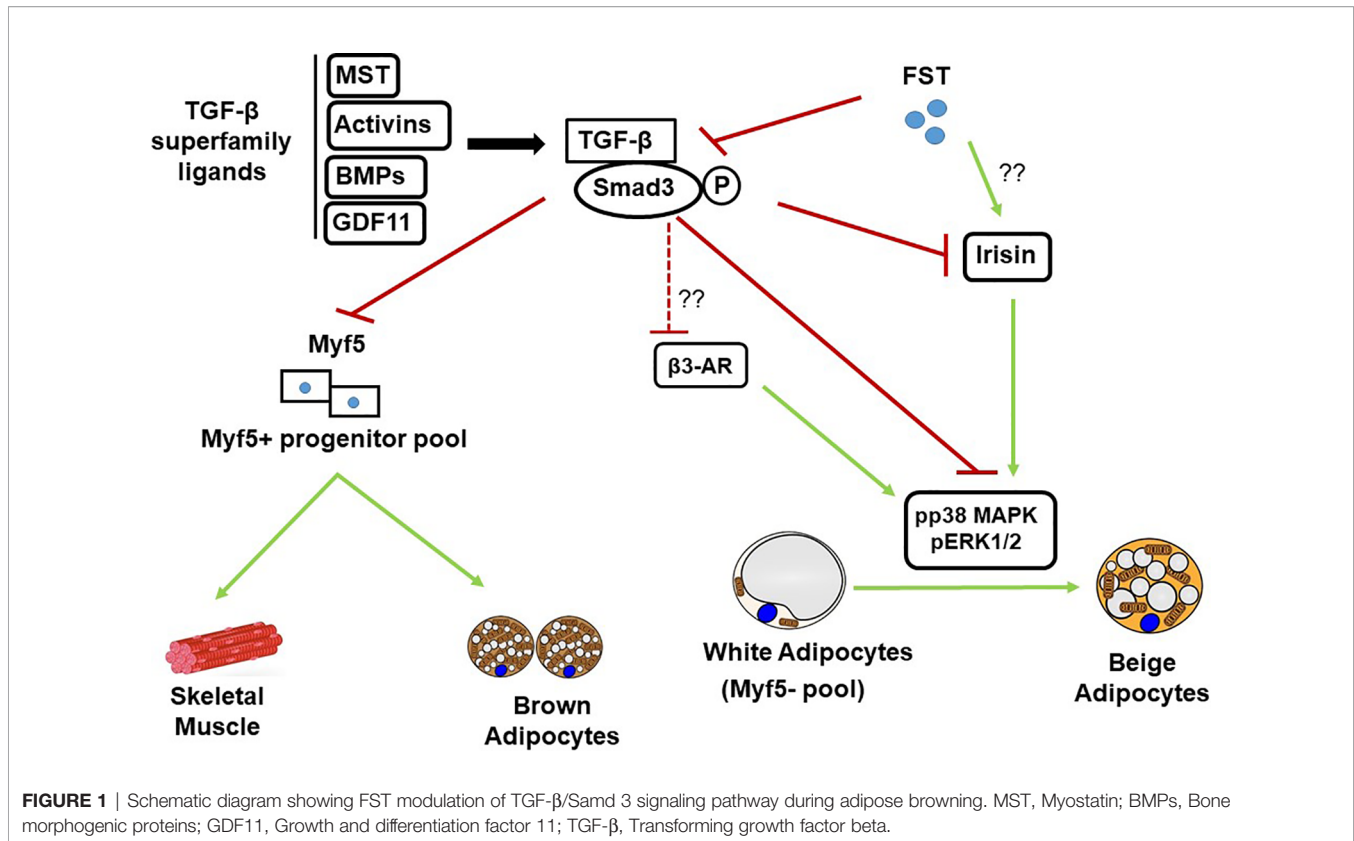 TGF-β
superfamily
ligands
MST
Activins
BMPs
GDF11
TGF-β
Smad3
P
FST
??
Irisin
??
β3-AR
Myf5
Myf5+ progenitor pool
pp38 MAPK
pERK1/2
Skeletal
Muscle
Brown
Adipocytes
White Adipocytes
(Myf5- pool)
Beige
Adipocytes
FIGURE 1 | Schematic diagram showing FST modulation of TGF-β/Samd 3 signaling pathway during adipose browning. MST, Myostatin; BMPs, Bone
morphogenic proteins; GDF11, Growth and differentiation factor 11; TGF-β, Transforming growth factor beta.